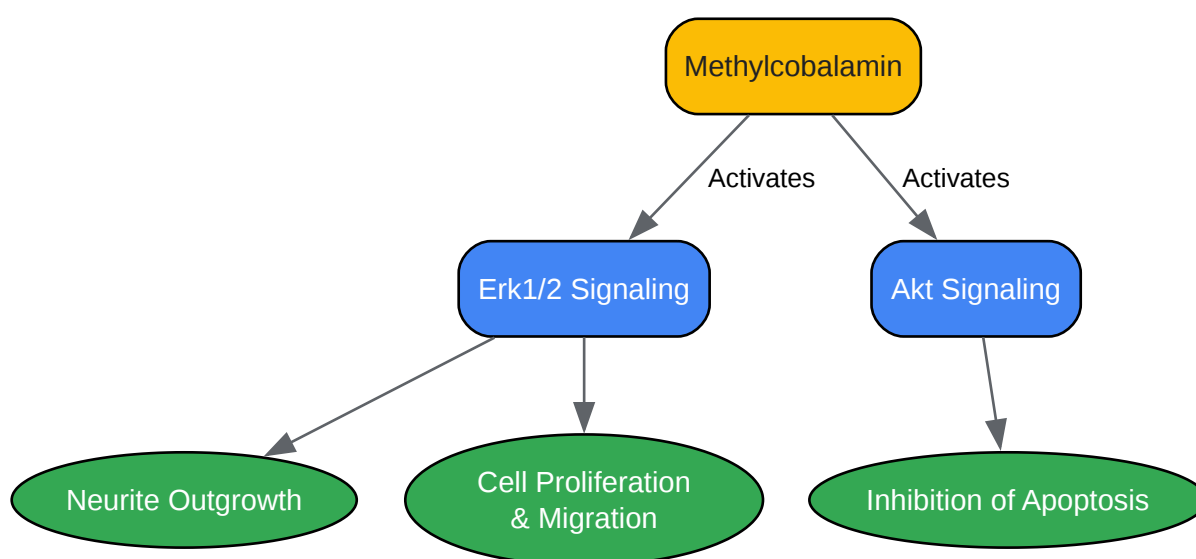 Methylcobalamin
Activates
Activates
Erk1/2 Signaling
Akt Signaling
Neurite Outgrowth
Cell Proliferation
& Migration
Inhibition of Apoptosis